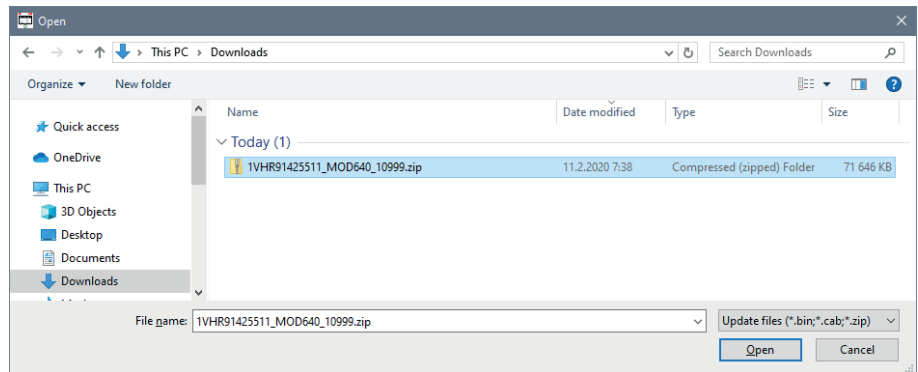 Open
This PC > Downloads
Search Downloads
Organize
New folder
Name
Date modified
Type
Size
Quick access
OneDrive
This PC
3D Objects
Desktop
Documents
Downloads
Today (1)
1VHR91425511_MOD640_10999.zip 11.2.2020 7:38 Compressed (zipped) Folder 71 646 KB
File name: 1VHR91425511_MOD640_10999.zip
Update files (*.bin;*.cab;*.zip)
Open
Cancel